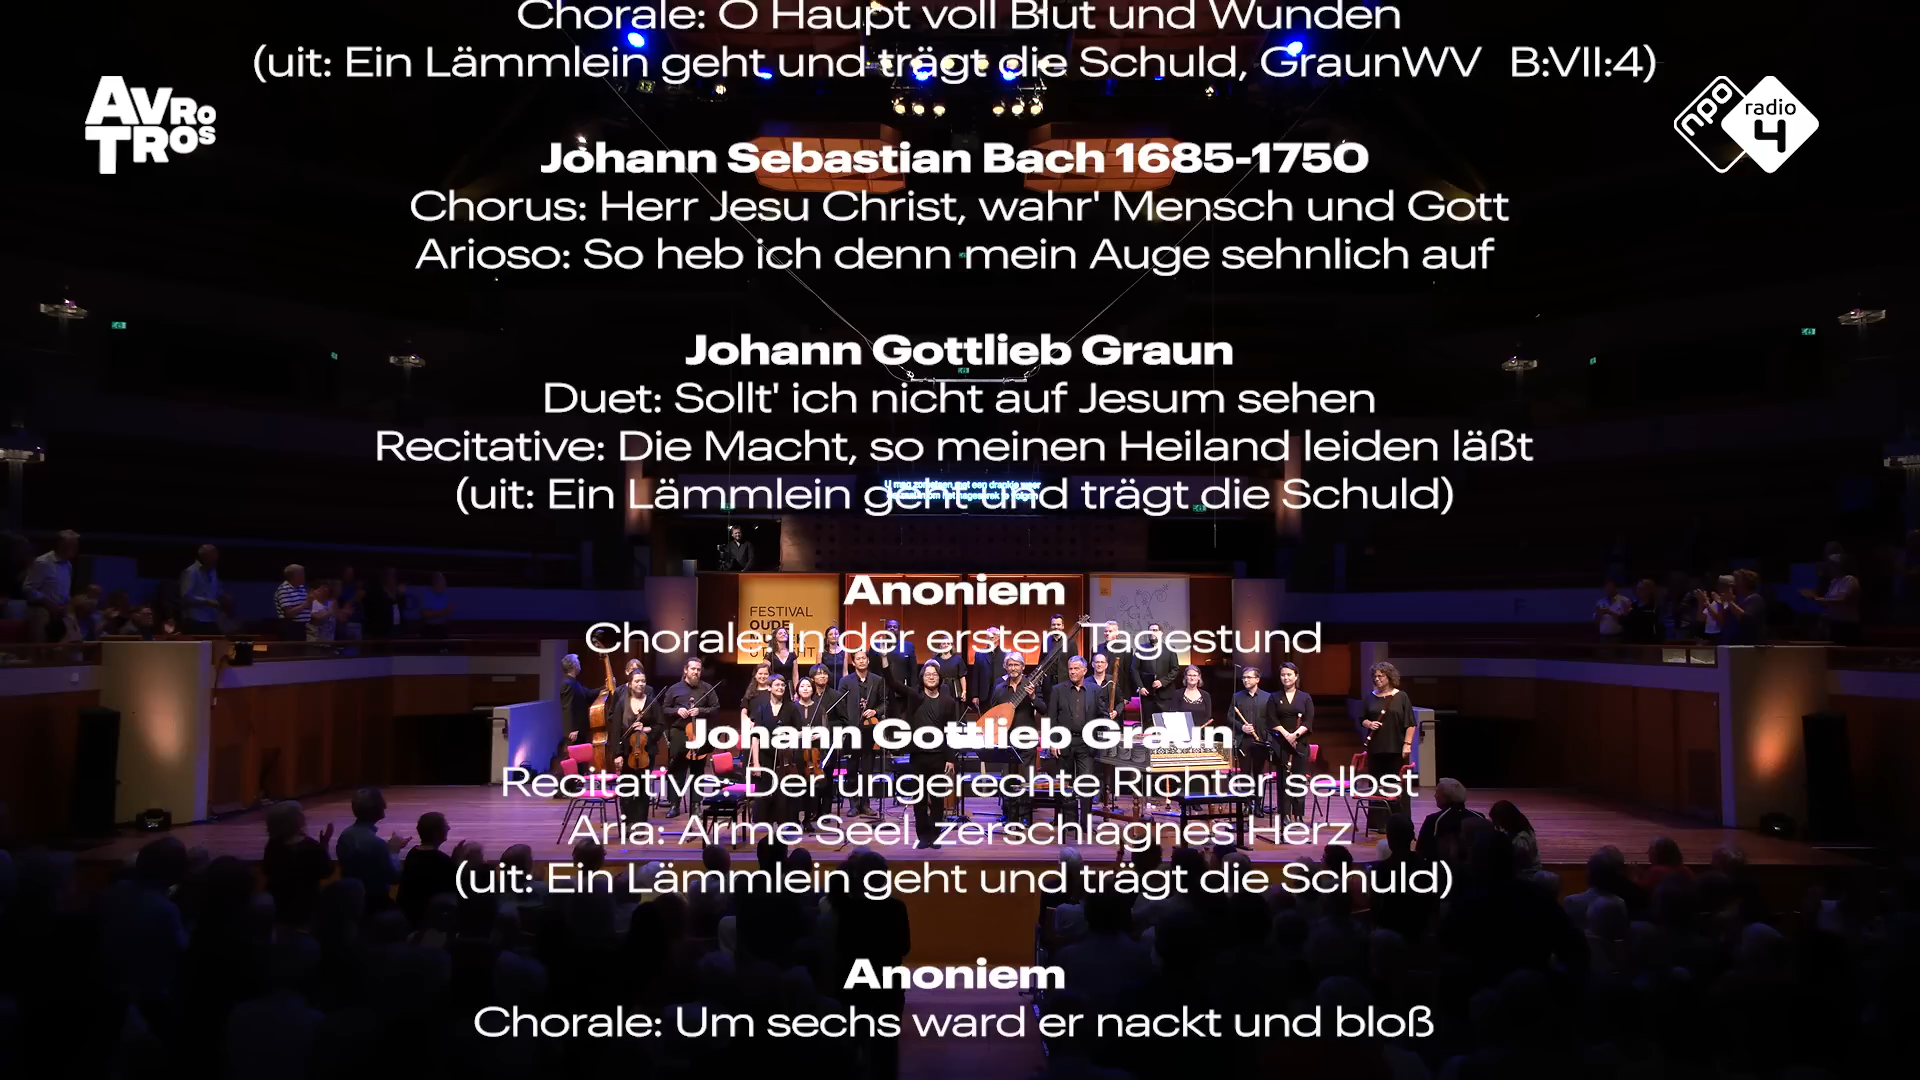 Chorale: O Haupt voll Blut und Wunden
(uit: Ein Lämmlein geht und trägt die Schuld, GraunWV B:VII:4)
AVRO
TROS
npo
radio
4
Johann Sebastian Bach 1685-1750
Chorus: Herr Jesu Christ, wahr' Mensch und Gott
Arioso: So heb ich denn mein Auge sehnlich auf
Johann Gottlieb Graun
Duet: Sollt' ich nicht auf Jesum sehen
Recitative: Die Macht, so meinen Heiland leiden läßt
(uit: Ein Lämmlein geht und trägt die Schuld)
Anoniem
FESTIVAL
OUDE
Chorale: In der ersten Tagestund
Johann Gottlieb Graun
Recitative: Der ungerechte Richter selbst
Aria: Arme Seel, zerschlagnes Herz
(uit: Ein Lämmlein geht und trägt die Schuld)
Anoniem
Chorale: Um sechs ward er nackt und bloß